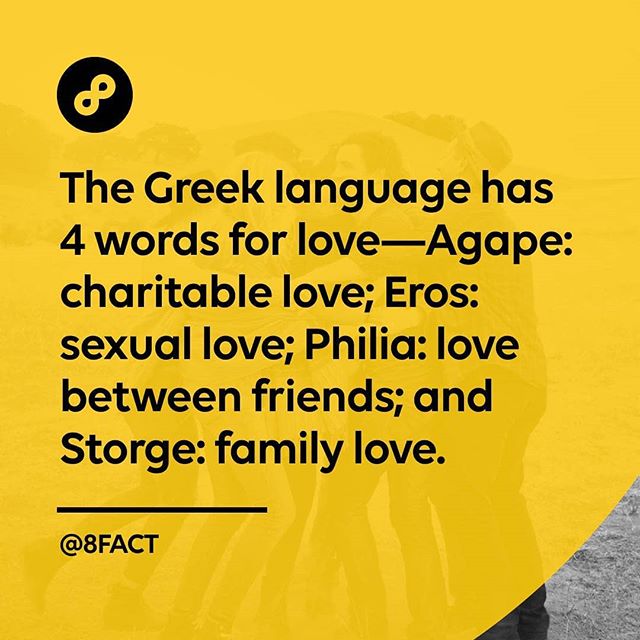 The Greek language has
4 words for love—Agape:
charitable love; Eros:
sexual love; Philia: love
between friends; and
Storge: family love.
@8FACT